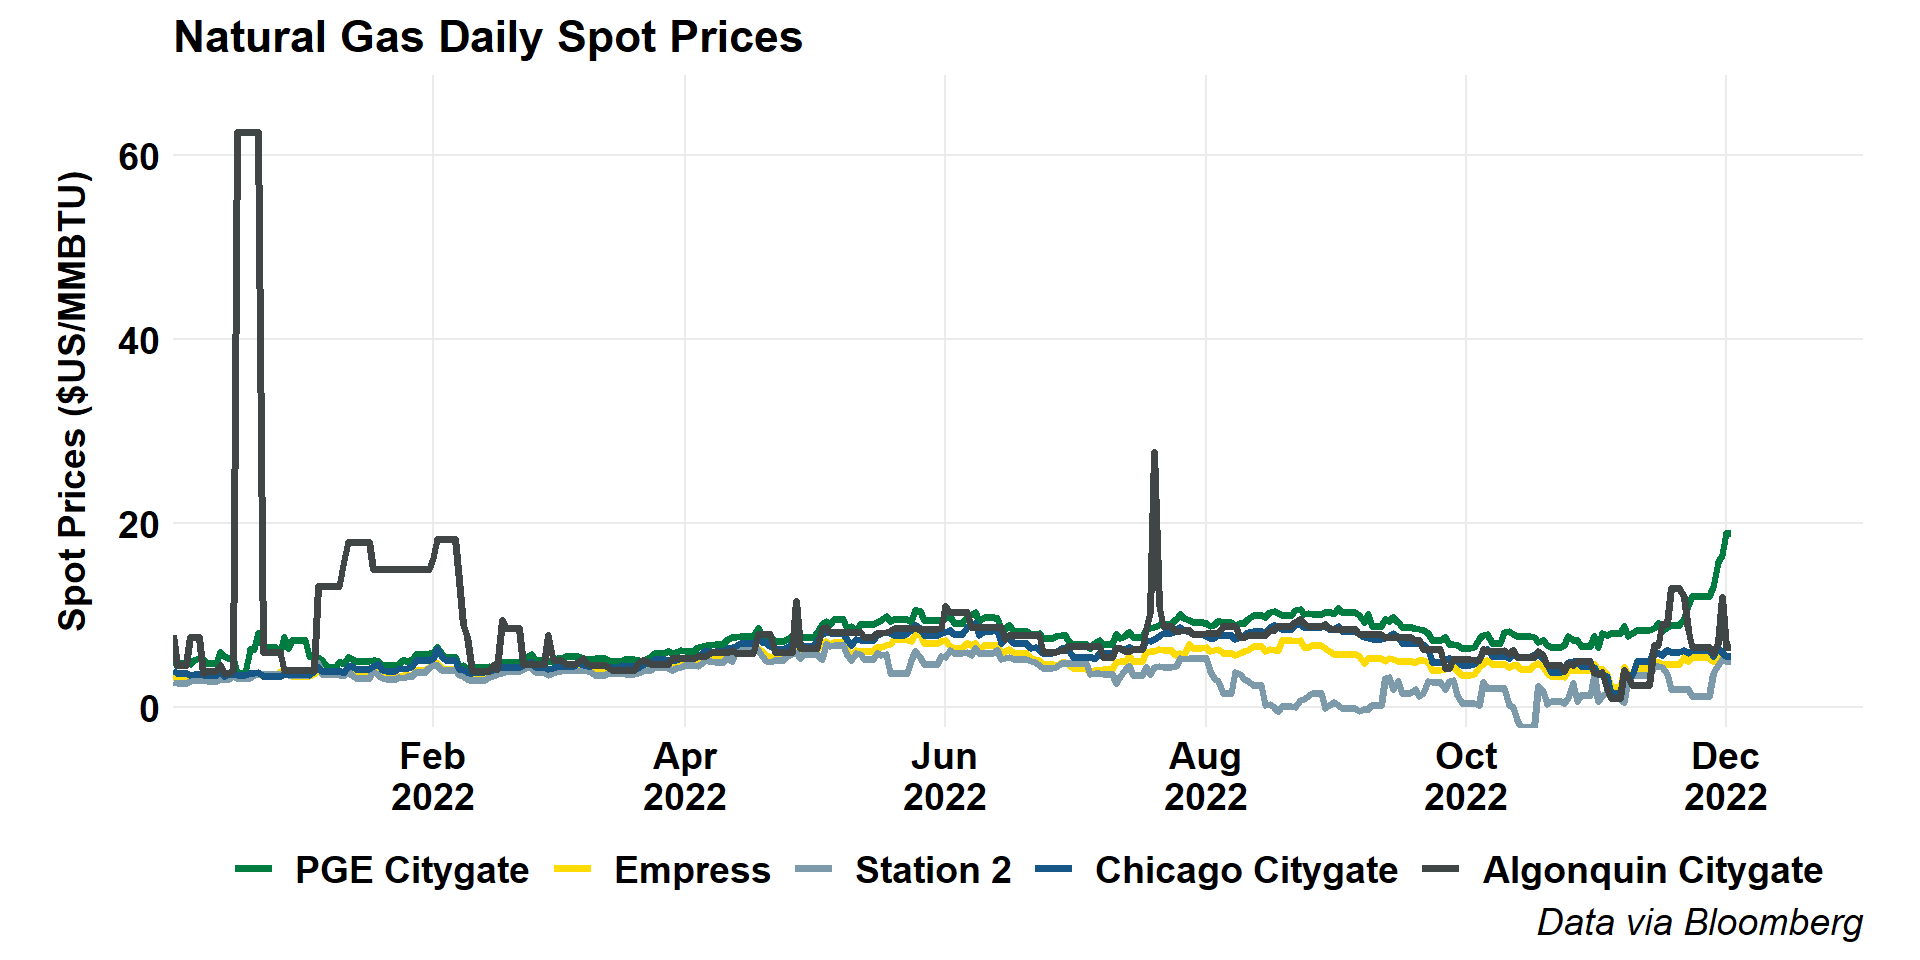 Natural Gas Daily Spot Prices
Spot Prices ($US/MMBTU)
60
40
20
0
Feb
2022
Apr
2022
Jun
2022
Aug
2022
Oct
2022
Dec
2022
PGE Citygate
Empress
Station 2
Chicago Citygate
Algonquin Citygate
Data via Bloomberg